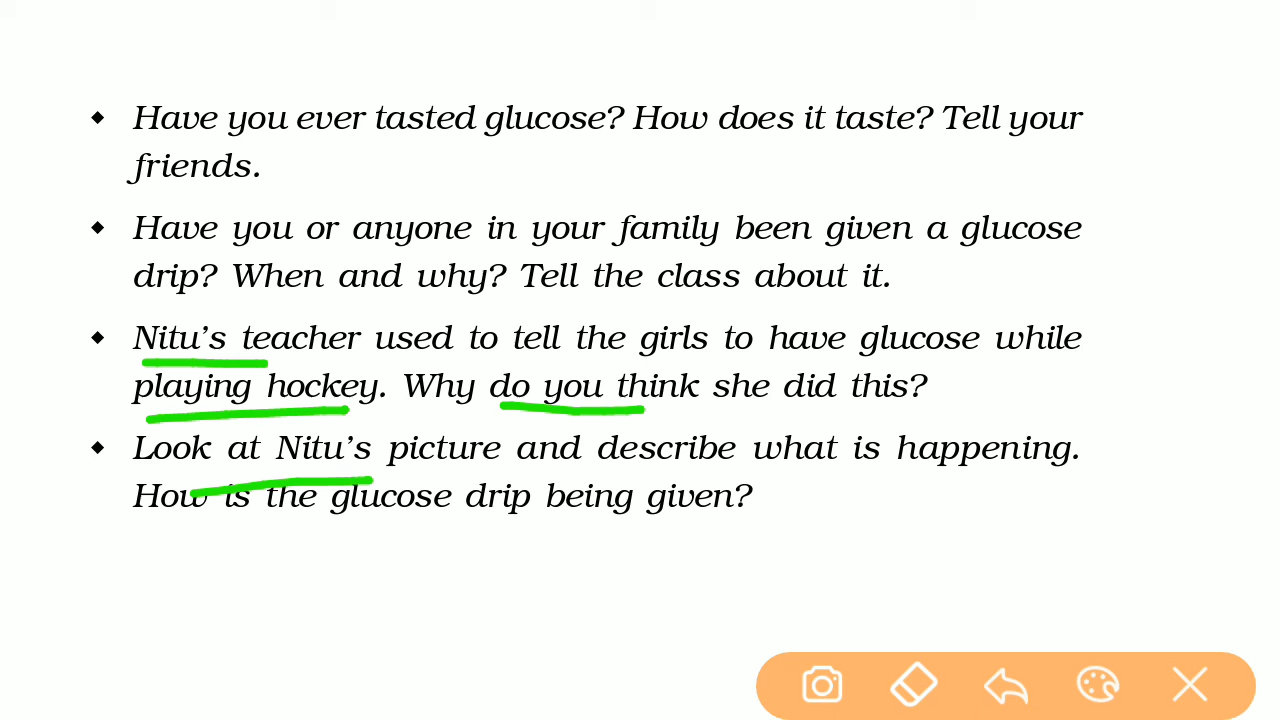 ◆ Have you ever tasted glucose? How does it taste? Tell your
friends.
◆ Have you or anyone in your family been given a glucose
drip? When and why? Tell the class about it.
◆ Nitu's teacher used to tell the girls to have glucose while
playing hockey. Why do you think she did this?
◆ Look at Nitu's picture and describe what is happening.
How is the glucose drip being given?